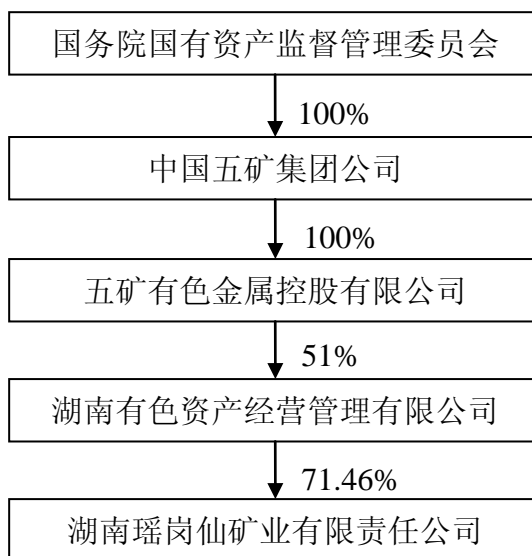 国务院国有资产监督管理委员会
100%
中国五矿集团公司
100%
五矿有色金属控股有限公司
51%
湖南有色资产经营管理有限公司
71.46%
湖南瑶岗仙矿业有限责任公司